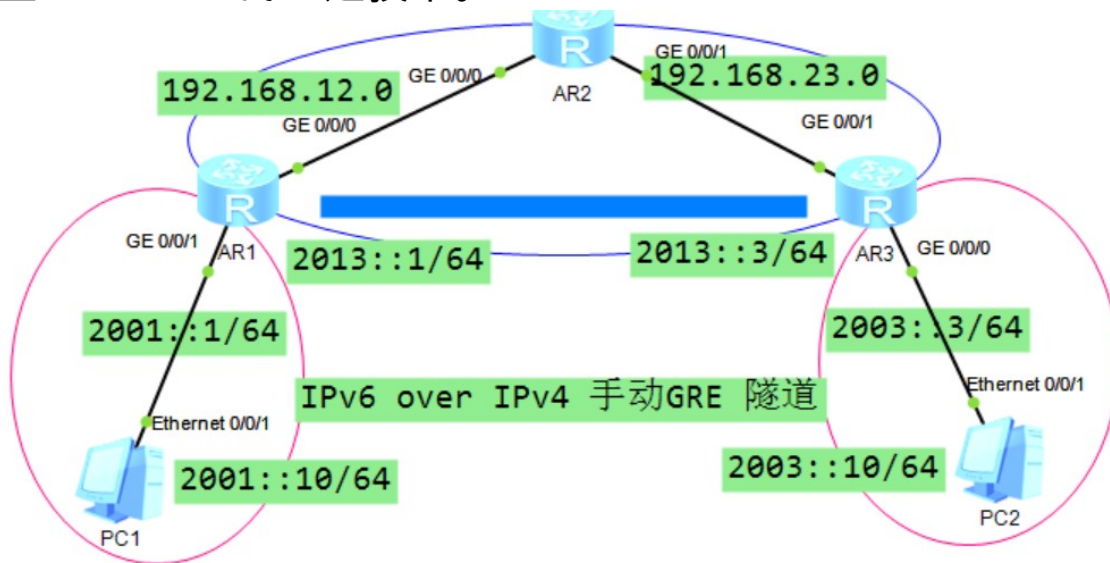 GE 0/0/1
GE 0/0/0
192.168.12.0
192.168.23.0
AR2
GE 0/0/0
GE 0/0/1
R
R
R
GE 0/0/1
AR1
2013::1/64
2013::3/64
AR3
GE 0/0/0
2001::1/64
2003::3/64
IPv6 over IPv4 手动GRE 隧道
Ethernet 0/0/1
Ethernet 0/0/1
2001::10/64
2003::10/64
PC1
PC2